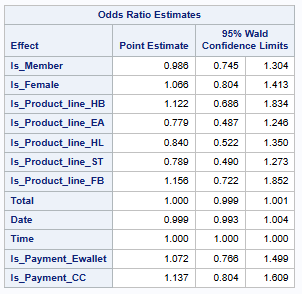 Odds Ratio Estimates
Effect Point Estimate 95% Wald Confidence Limits
Is_Member 0.986 0.745 1.304
Is_Female 1.066 0.804 1.413
Is_Product_line_HB 1.122 0.686 1.834
Is_Product_line_EA 0.779 0.487 1.246
Is_Product_line_HL 0.840 0.522 1.350
Is_Product_line_ST 0.789 0.490 1.273
Is_Product_line_FB 1.156 0.722 1.852
Total 1.000 0.999 1.001
Date 0.999 0.993 1.004
Time 1.000 1.000 1.000
Is_Payment_Ewallet 1.072 0.766 1.499
Is_Payment_CC 1.137 0.804 1.609